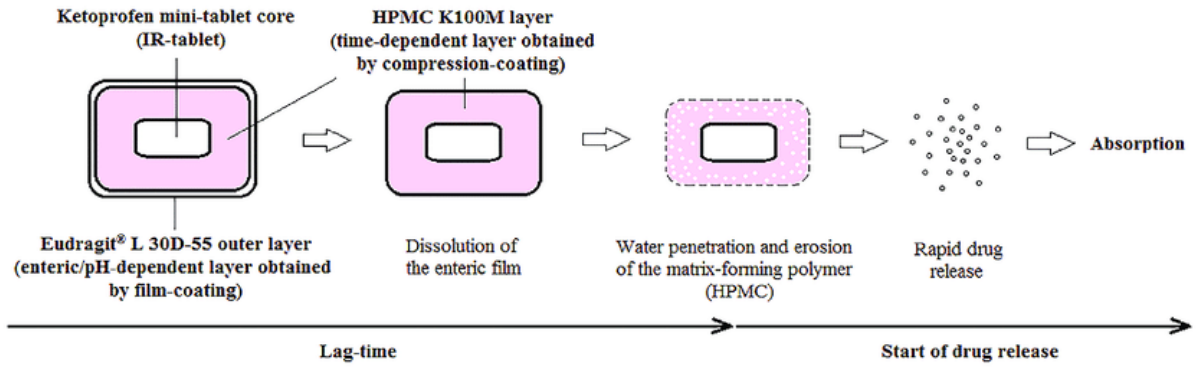 Ketoprofen mini-tablet core
(IR-tablet)
HPMC K100M layer
(time-dependent layer obtained
by compression-coating)
Absorption
Eudragit® L 30D-55 outer layer
(enteric/pH-dependent layer obtained
by film-coating)
Dissolution of
the enteric film
Water penetration and erosion
of the matrix-forming polymer
(HPMC)
Rapid drug
release
Lag-time
Start of drug release